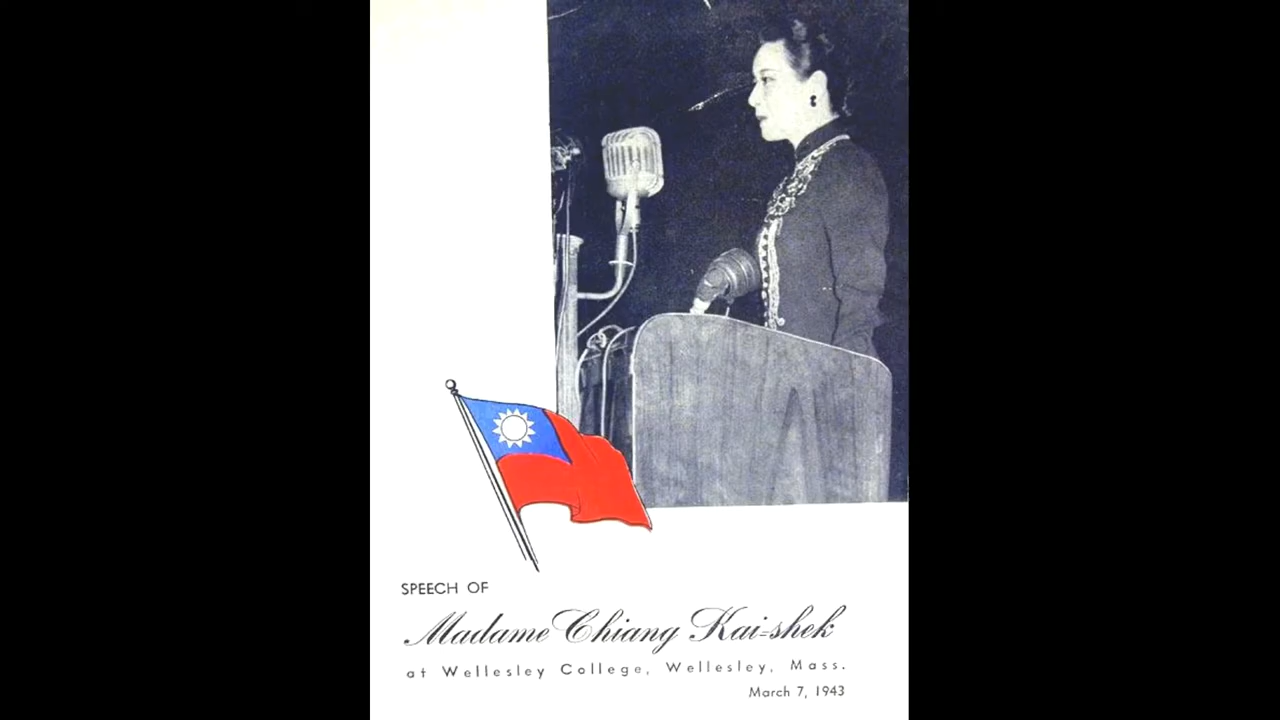 SPEECH OF
Madame Chiang Kai-shek
at Wellesley College, Wellesley, Mass.
March 7, 1943